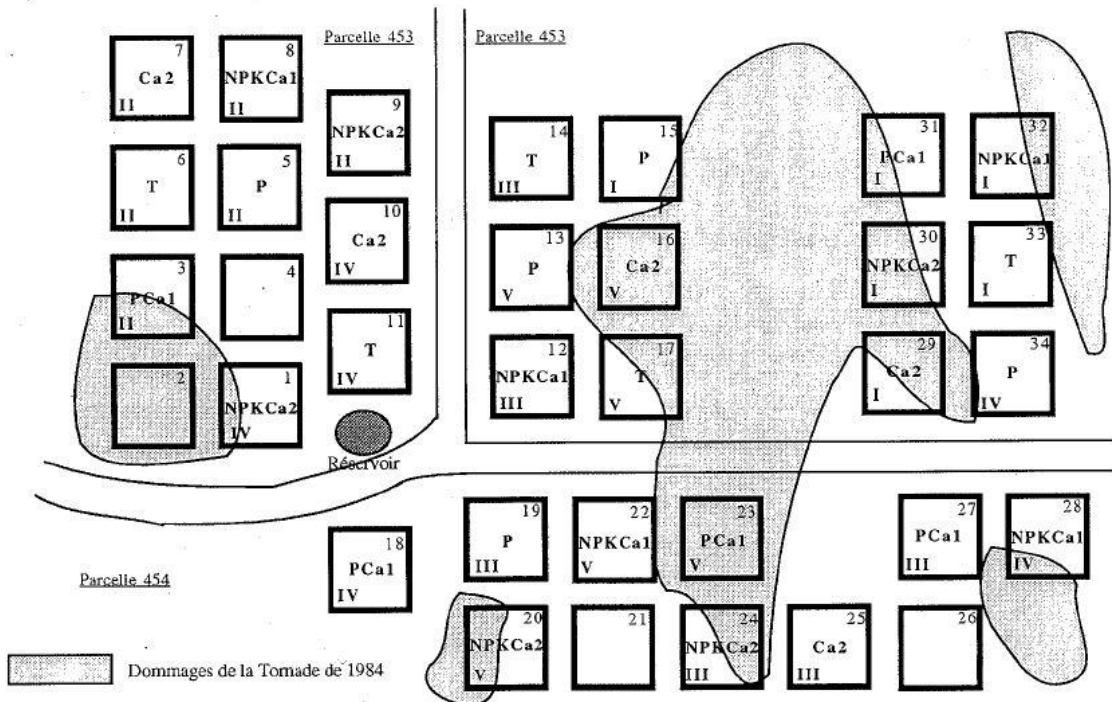 Parcelle 453
Parcelle 453
7
Ca2
II
8
NPKCa1
II
9
NPKCa2
II
6
T
II
5
P
II
10
Ca2
IV
3
PCa1
II
4
11
T
IV
2
1
NPKCa2
IV
Réservoir
14
T
III
15
P
I
31
PCa1
I
32
NPKCa1
I
13
P
V
16
Ca2
V
30
NPKCa2
I
33
T
I
12
NPKCa1
III
17
T
V
29
Ca2
I
34
P
IV
18
PCa1
IV
19
P
III
22
NPKCa1
V
23
PCa1
V
27
PCa1
III
28
NPKCa1
IV
Parcelle 454
20
NPKCa2
V
21
24
NPKCa2
III
25
Ca2
III
26
Dommages de la Tornade de 1984